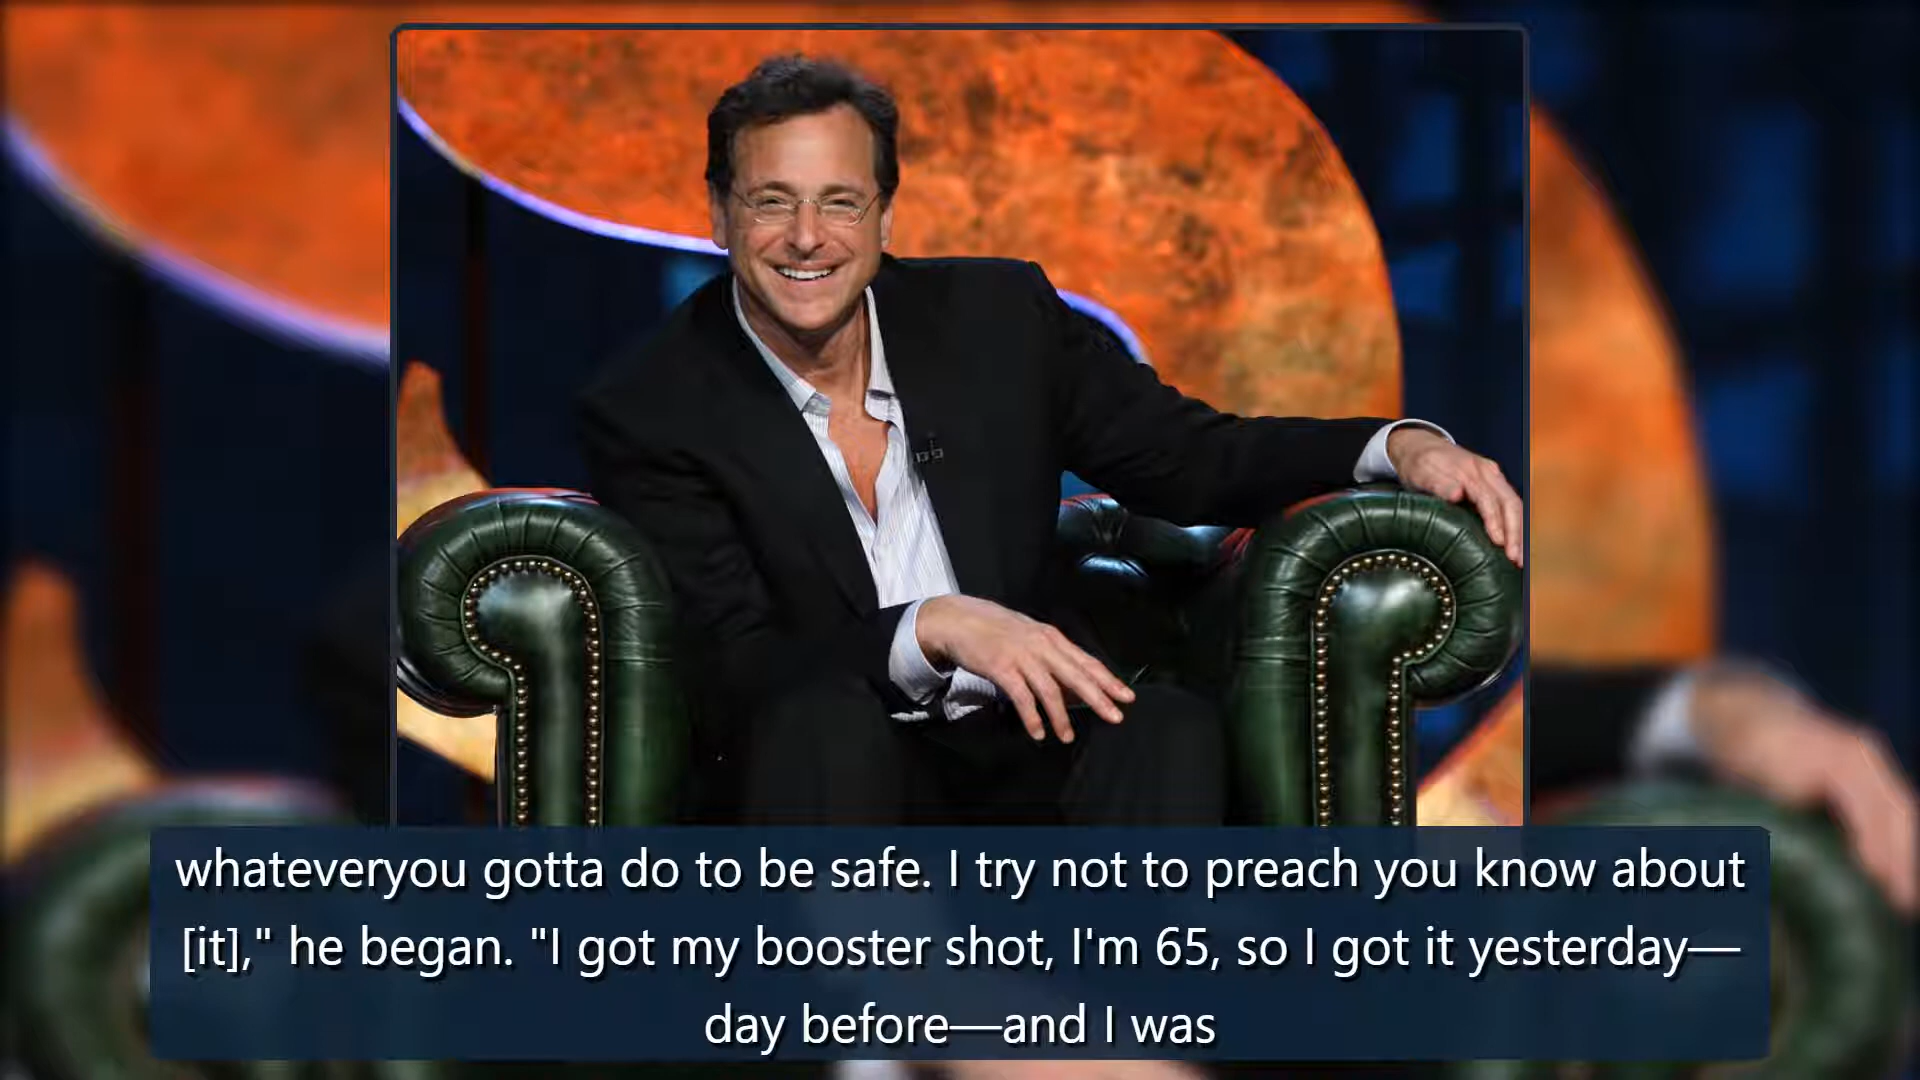 whateveryou gotta do to be safe. I try not to preach you know about
[it]," he began. "I got my booster shot, I'm 65, so I got it yesterday—
day before—and I was